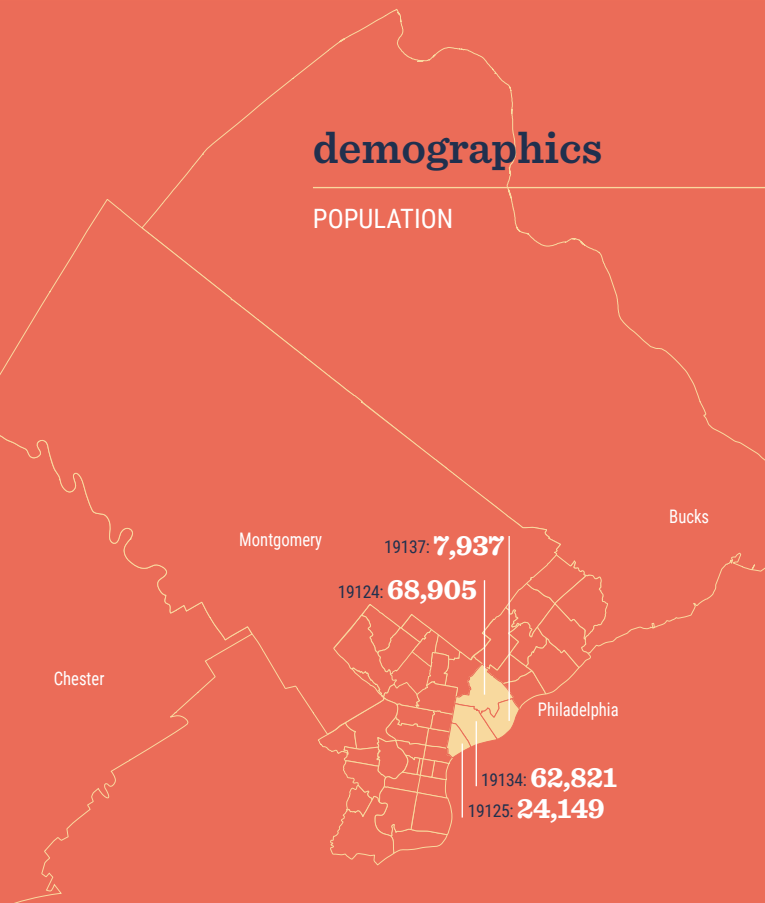 demographics
POPULATION
Bucks
Montgomery
19137: 7,937
19124: 68,905
Chester
Philadelphia
19134: 62,821
19125: 24,149